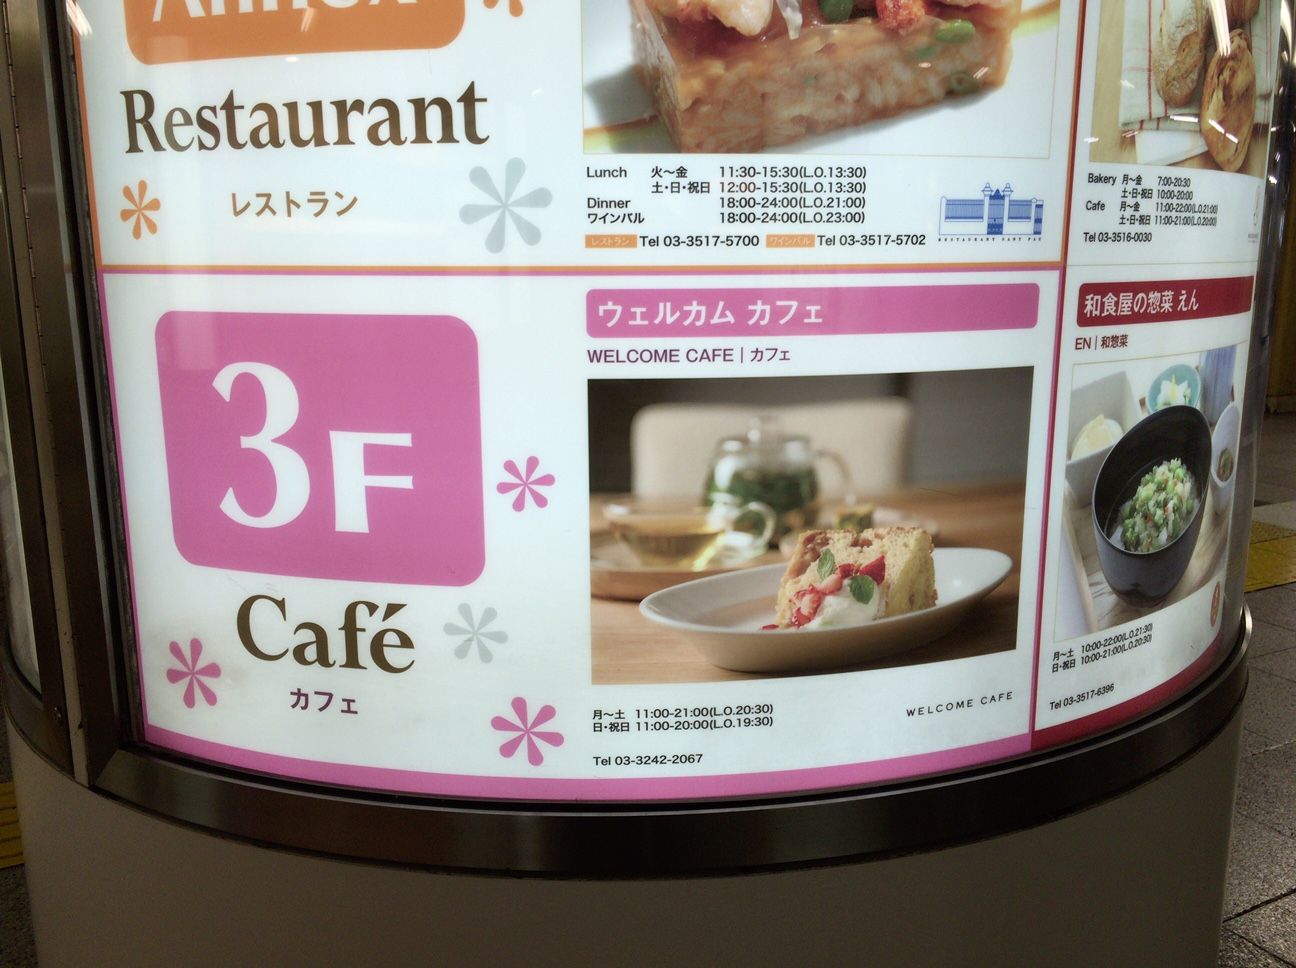 Annex
Restaurant
レストラン
Lunch 火〜金 11:30-15:30(L.O.13:30)
土・日・祝日 12:00-15:30(L.O.13:30)
Dinner 18:00-24:00(L.O.21:00)
ワインバル 18:00-24:00(L.O.23:00)
レストラン Tel 03-3517-5700 ワインバル Tel 03-3517-5702
RESTAURANT SANT PAU
Bakery 月〜金 7:00-20:30
土・日・祝日 10:00-20:00
Cafe 月〜金 11:00-22:00(L.O.21:00)
土・日・祝日 11:00-21:00(L.O.20:00)
Tel 03-3516-0030
3F
Café
カフェ
ウェルカム カフェ
WELCOME CAFE | カフェ
月〜土 11:00-21:00(L.O.20:30)
日・祝日 11:00-20:00(L.O.19:30)
WELCOME CAFE
Tel 03-3242-2067
和食屋の惣菜 えん
EN | 和惣菜
月〜土 10:00-22:00(L.O.21:30)
日・祝日 10:00-21:00(L.O.20:30)
Tel 03-3517-6396